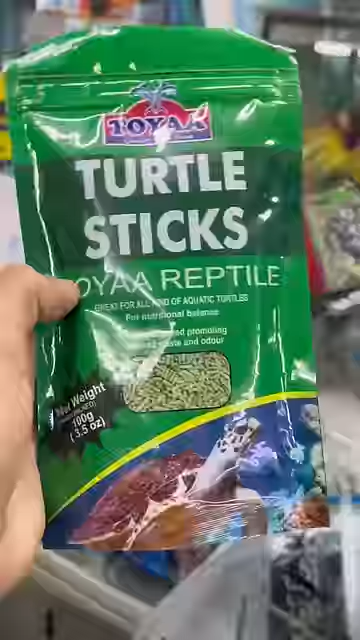 TOYAA
TURTLE
STICKS
OYAA REPTILE
GREAT FOR ALL KIND OF AQUATIC TURTLES
For nutritional balance
promoting
and odour
Net Weight
100g
(3.5 oz)